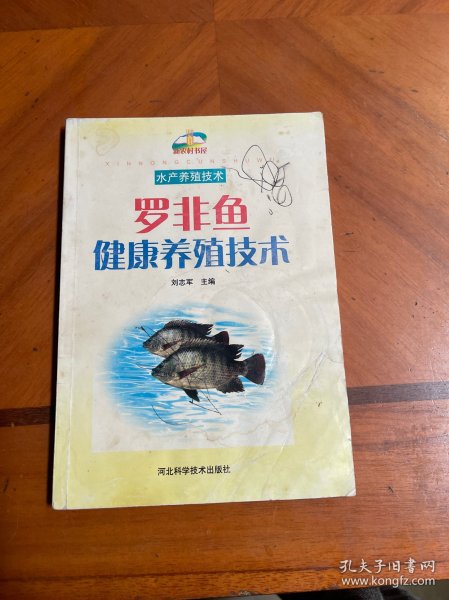 新农村书屋
XINNONGCUNSHUWU
水产养殖技术
罗非鱼
健康养殖技术
刘志军 主编
河北科学技术出版社
孔夫子旧书网
www.kongfz.com